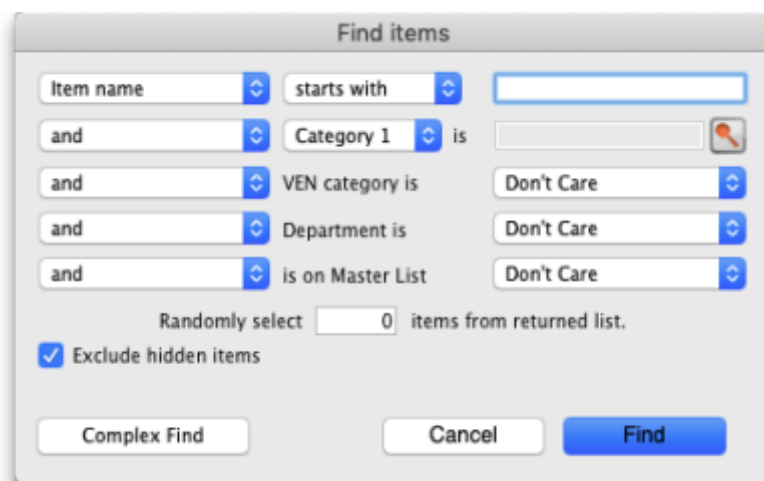 Find items
Item name starts with
and Category 1 is
and VEN category is Don't Care
and Department is Don't Care
and is on Master List Don't Care
Randomly select 0 items from returned list.
Exclude hidden items
Complex Find Cancel Find